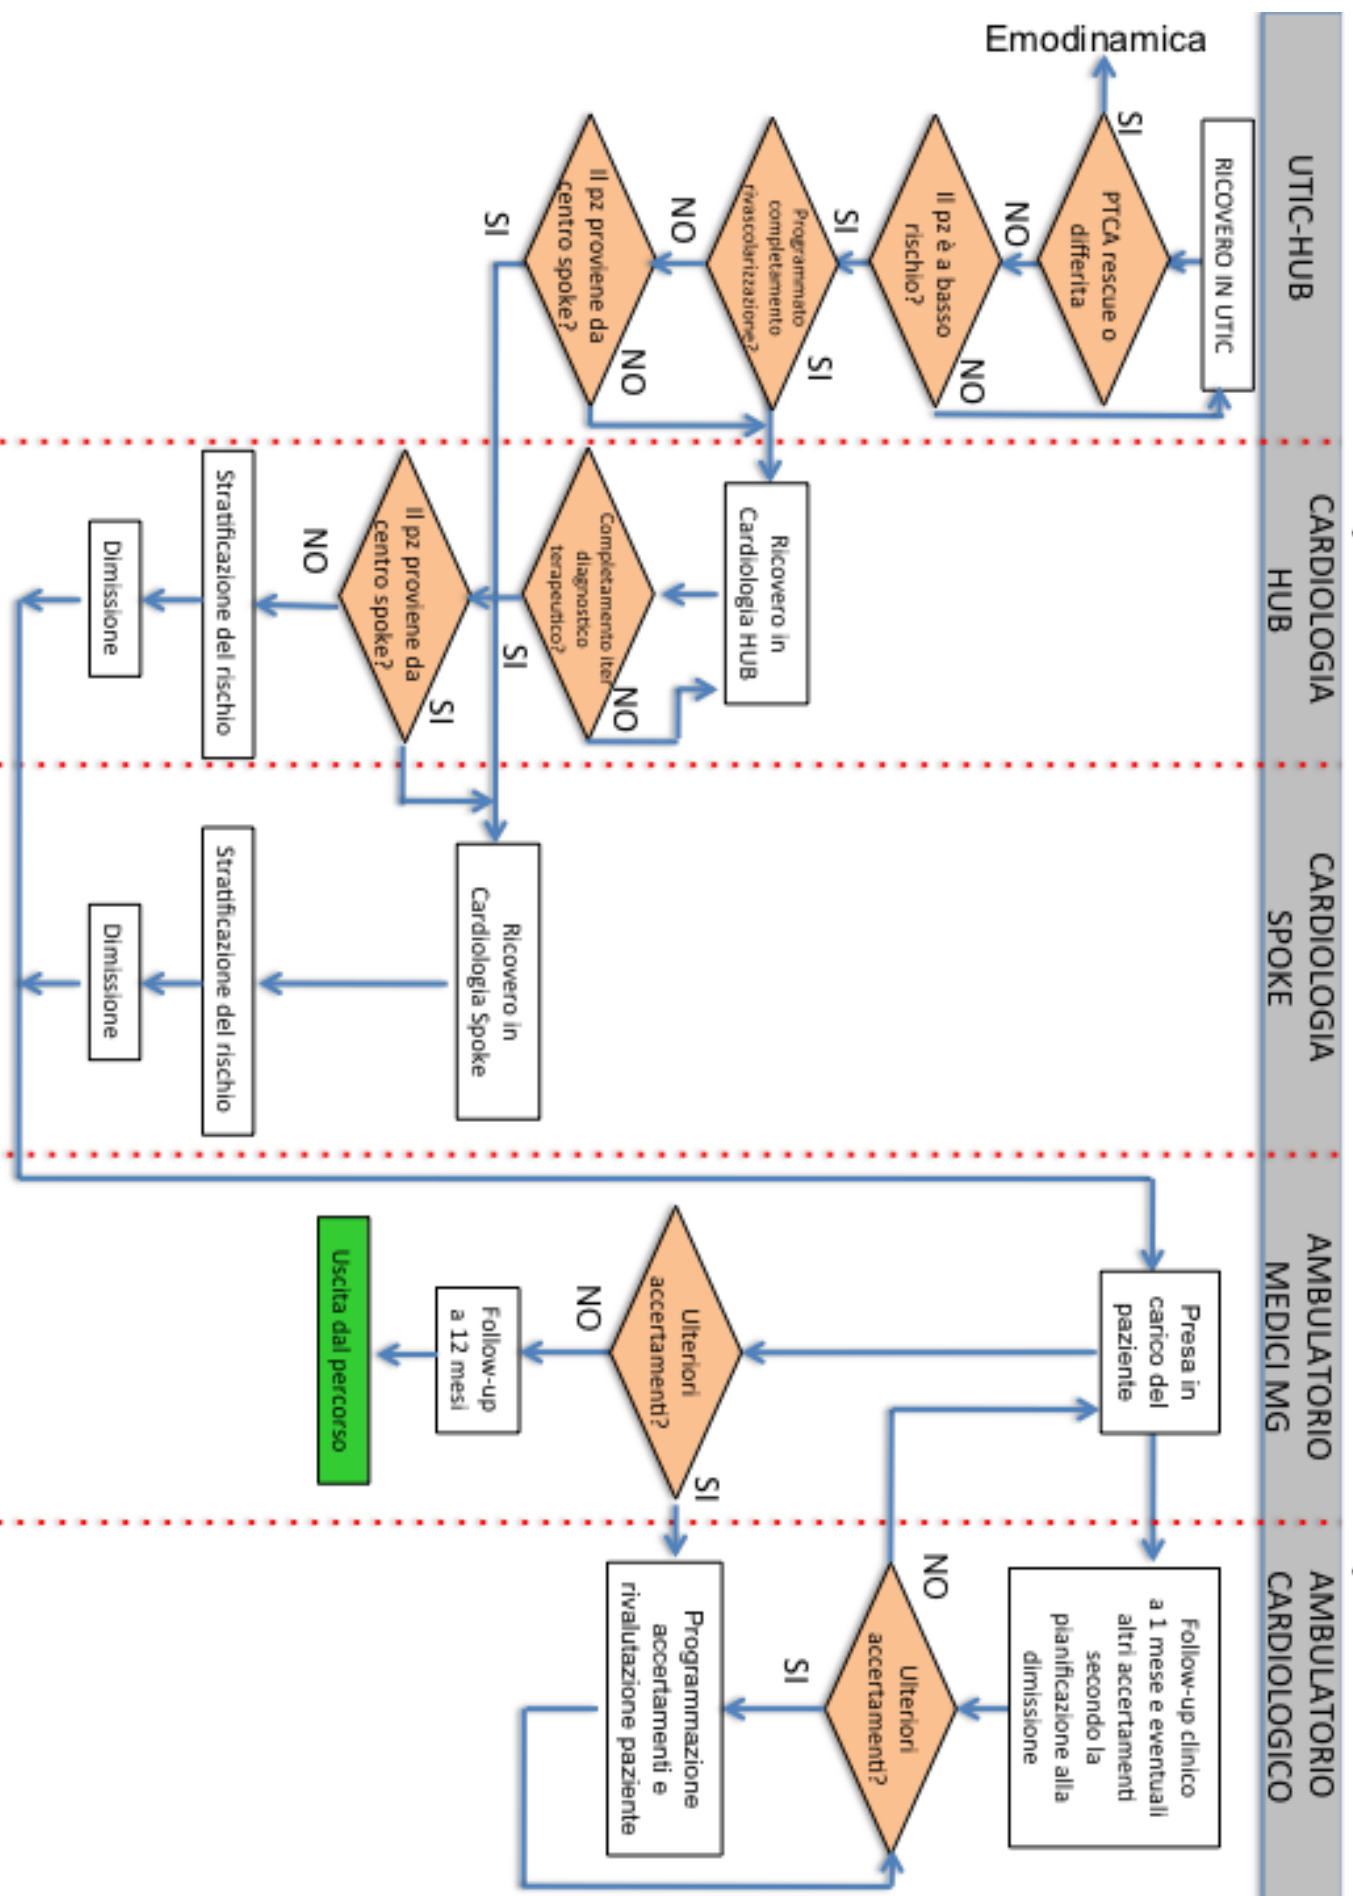 UTIC-HUB
CARDIOLOGIA
HUB
CARDIOLOGIA
SPOKE
AMBULATORIO
MEDICI MG
AMBULATORIO
CARDIOLOGICO
RICOVERO IN UTIC
PTCA rescue o
differita
SI
Emodinamica
NO
Il pz è a basso
rischio?
NO
SI
Programmato
completamento
rivascolarizzazione?
SI
NO
Il pz proviene da
centro spoke?
NO
SI
Ricovero in
Cardiologia HUB
Completamento iter
diagnostico
terapeutico?
NO
SI
Il pz proviene da
centro spoke?
SI
NO
Stratificazione del rischio
Dimissione
Ricovero in
Cardiologia Spoke
Stratificazione del rischio
Dimissione
Presa in
carico del
paziente
Ulteriori
accertamenti?
SI
NO
Follow-up
a 12 mesi
Uscita dal percorso
Follow-up clinico
a 1 mese e eventuali
altri accertamenti
secondo la
pianificazione alla
dimissione
Ulteriori
accertamenti?
NO
SI
Programmazione
accertamenti e
rivalutazione paziente